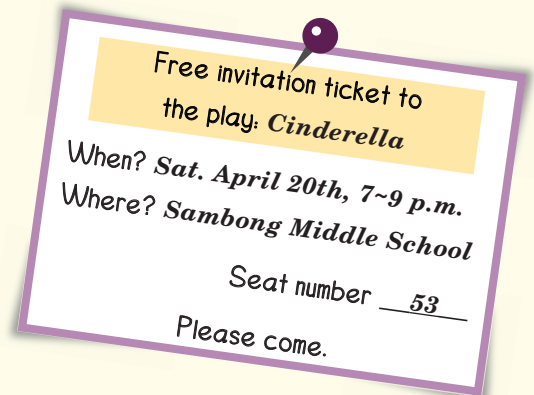 Free invitation ticket to
the play: Cinderella
When? Sat. April 20th, 7~9 p.m.
Where? Sambong Middle School
Seat number 53
Please come.